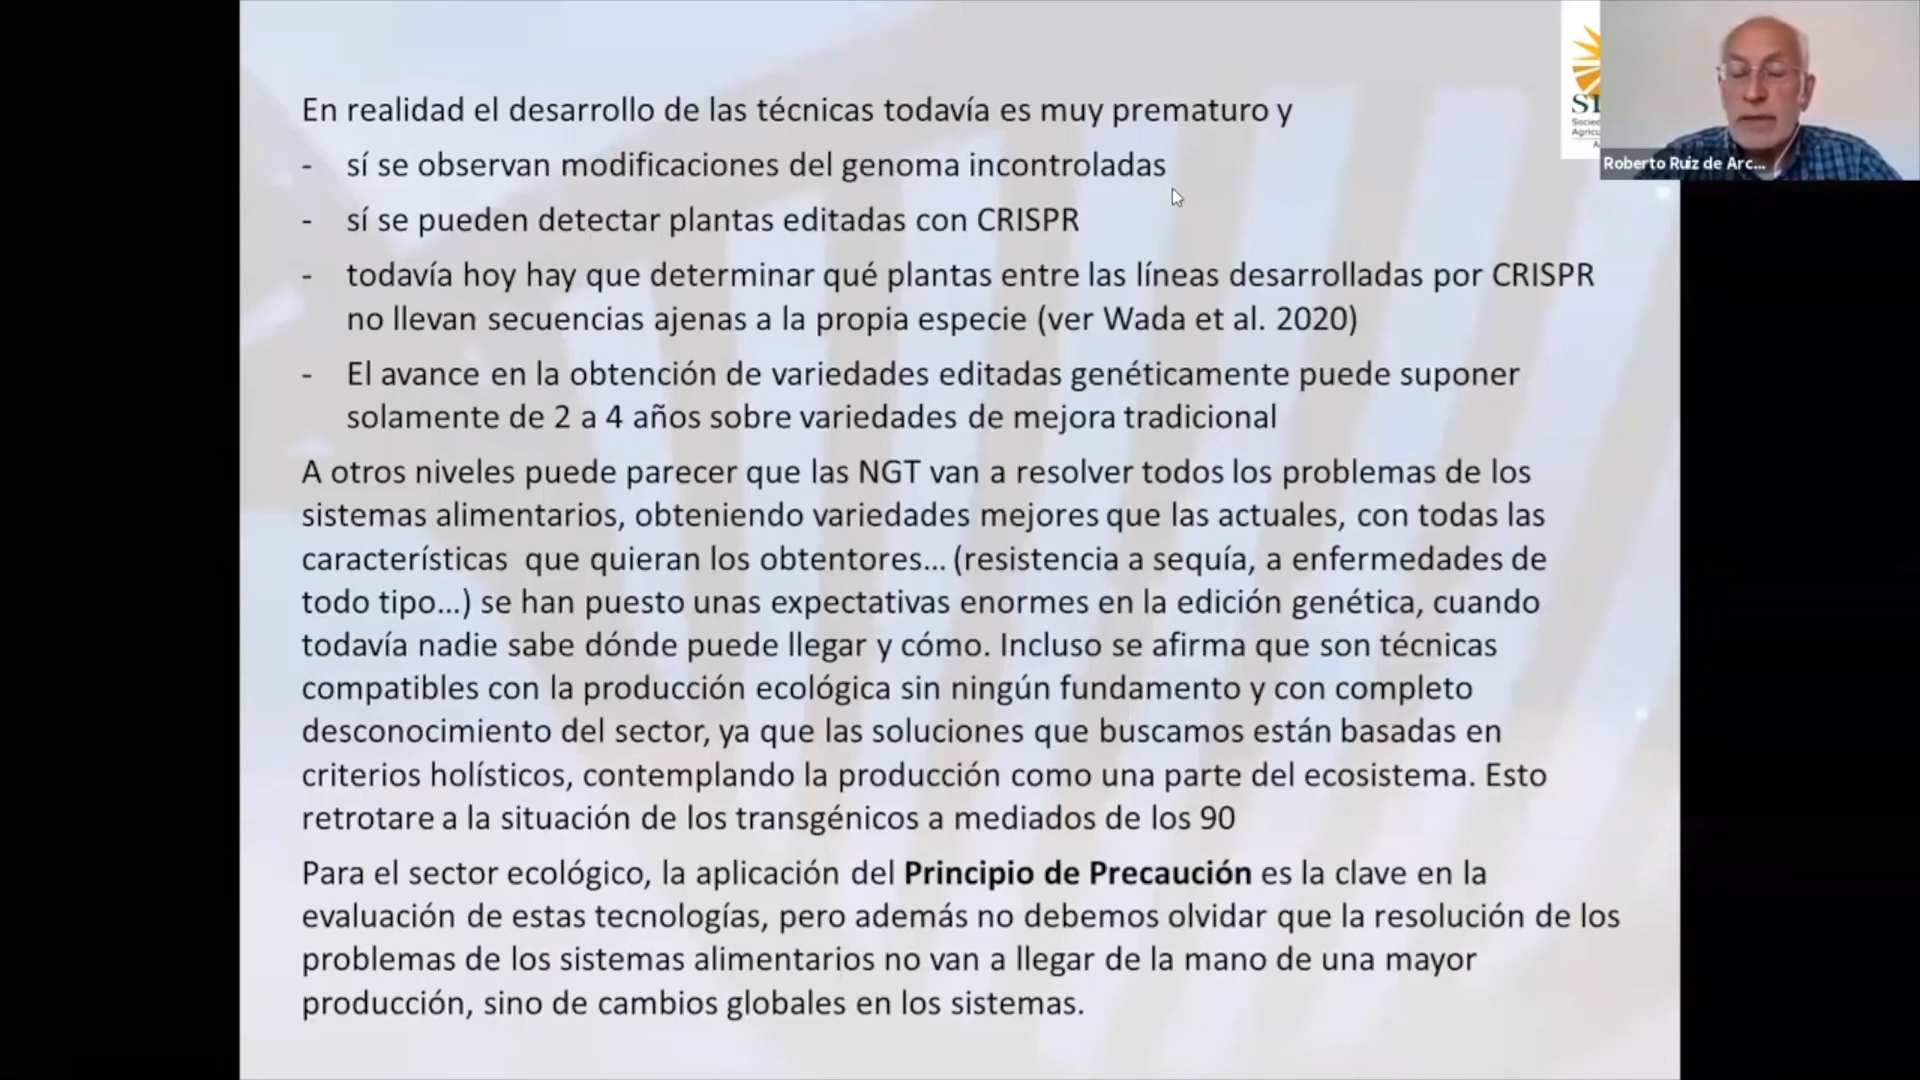 En realidad el desarrollo de las técnicas todavía es muy prematuro y
- sí se observan modificaciones del genoma incontroladas
- sí se pueden detectar plantas editadas con CRISPR
- todavía hoy hay que determinar qué plantas entre las líneas desarrolladas por CRISPR
no llevan secuencias ajenas a la propia especie (ver Wada et al. 2020)
- El avance en la obtención de variedades editadas genéticamente puede suponer
solamente de 2 a 4 años sobre variedades de mejora tradicional
A otros niveles puede parecer que las NGT van a resolver todos los problemas de los
sistemas alimentarios, obteniendo variedades mejores que las actuales, con todas las
características que quieran los obtentores... (resistencia a sequía, a enfermedades de
todo tipo...) se han puesto unas expectativas enormes en la edición genética, cuando
todavía nadie sabe dónde puede llegar y cómo. Incluso se afirma que son técnicas
compatibles con la producción ecológica sin ningún fundamento y con completo
desconocimiento del sector, ya que las soluciones que buscamos están basadas en
criterios holísticos, contemplando la producción como una parte del ecosistema. Esto
retrotare a la situación de los transgénicos a mediados de los 90
Para el sector ecológico, la aplicación del Principio de Precaución es la clave en la
evaluación de estas tecnologías, pero además no debemos olvidar que la resolución de los
problemas de los sistemas alimentarios no van a llegar de la mano de una mayor
producción, sino de cambios globales en los sistemas.
Roberto Ruiz de Arc...